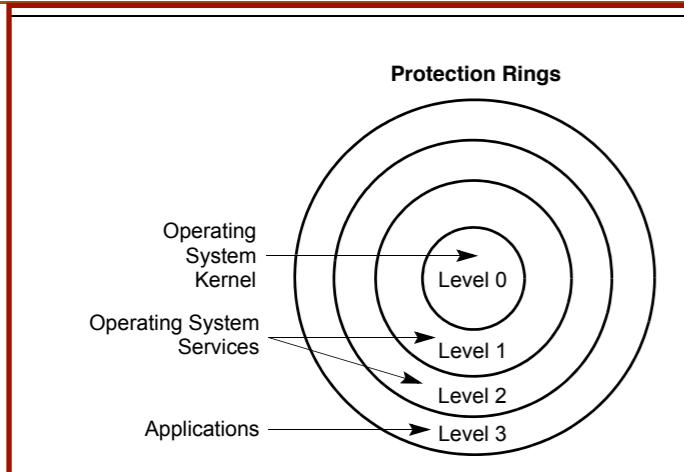 Protection Rings
Operating
System
Kernel
Level 0
Operating System
Services
Level 1
Level 2
Applications
Level 3